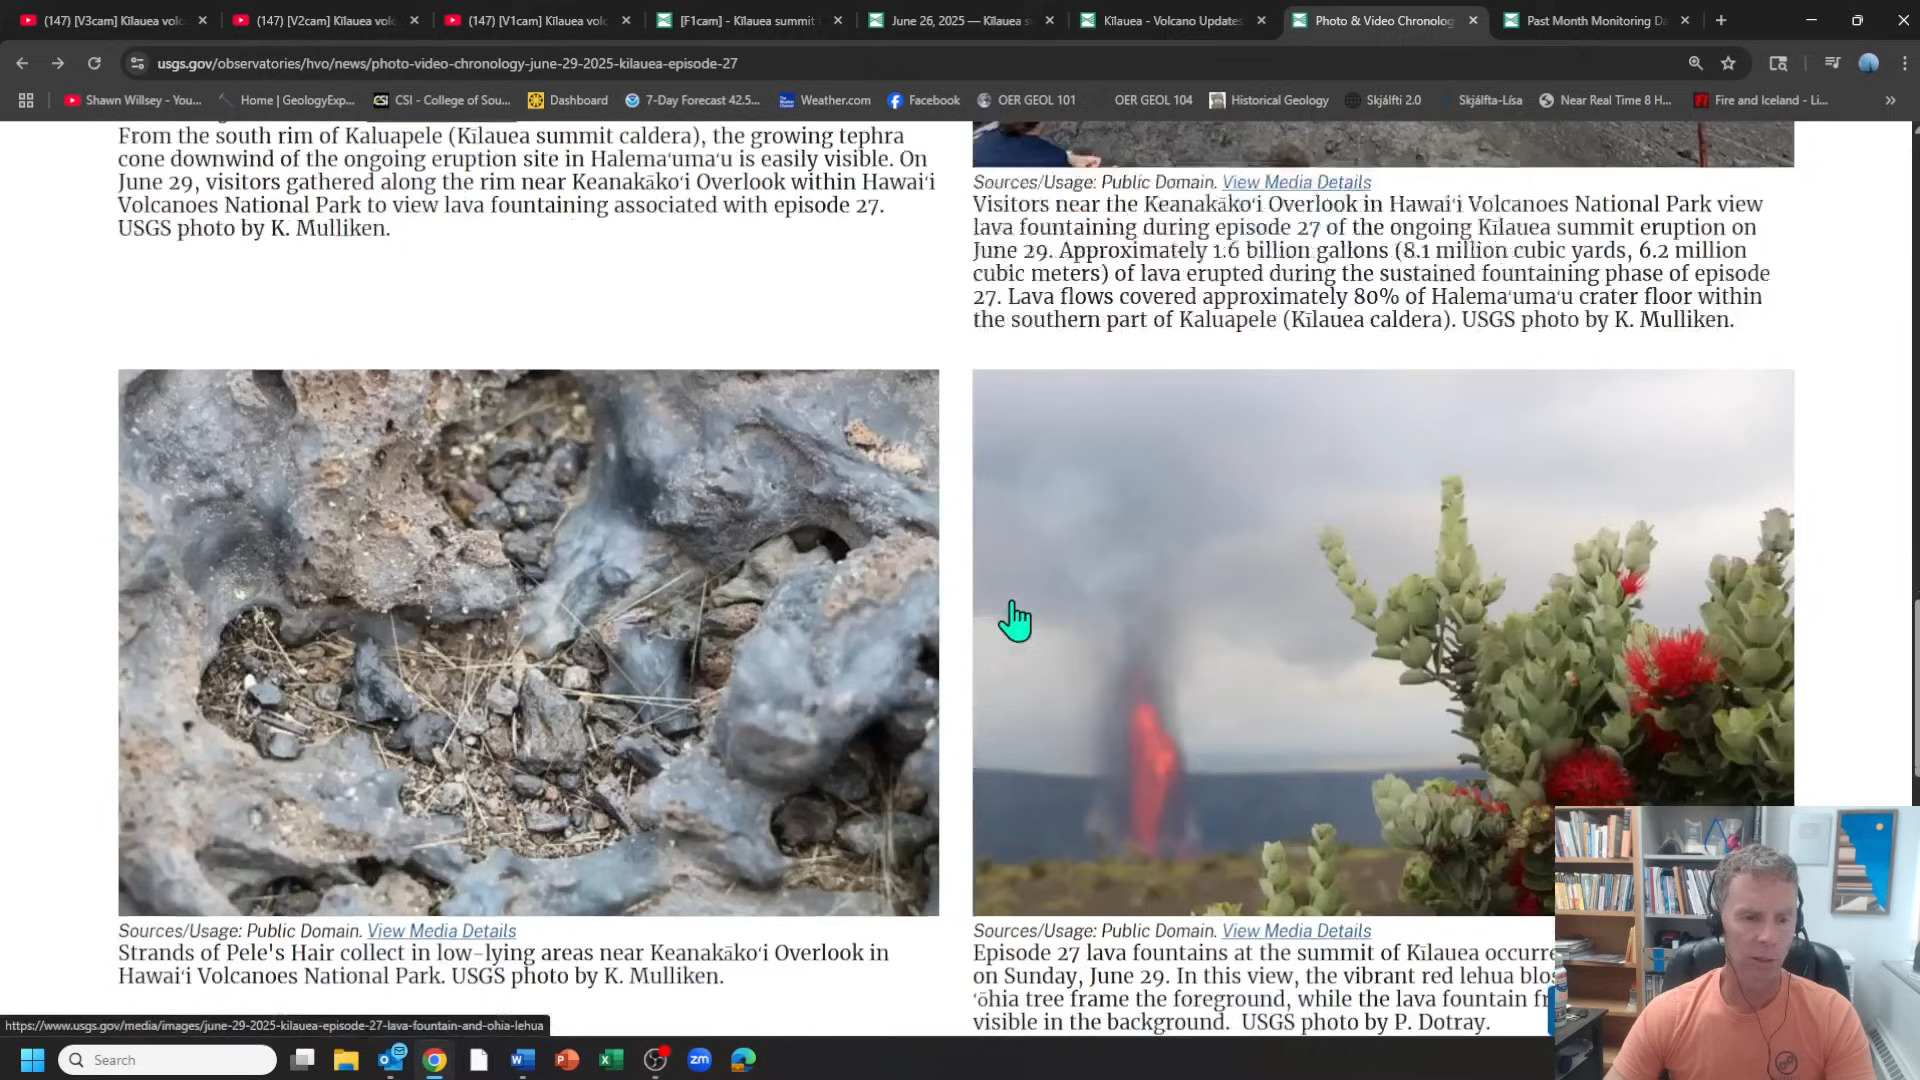 (147) [V3cam] Kīlauea volc
(147) [V2cam] Kīlauea volc
(147) [V1cam] Kīlauea volc
[F1cam] - Kīlauea summit
June 26, 2025 — Kīlauea s
Kīlauea - Volcano Updates
Photo & Video Chronolog
Past Month Monitoring Da
usgs.gov/observatories/hvo/news/photo-video-chronology-june-29-2025-kilauea-episode-27
Shawn Willsey - You...
Home | GeologyExp...
CSI - College of Sou...
Dashboard
7-Day Forecast 42.5...
Weather.com
Facebook
OER GEOL 101
OER GEOL 104
Historical Geology
Skjálfti 2.0
Skjálfta-Lísa
Near Real Time 8 H...
Fire and Iceland - Li...
From the south rim of Kaluapele (Kīlauea summit caldera), the growing tephra
cone downwind of the ongoing eruption site in Halemaʻumaʻu is easily visible. On
June 29, visitors gathered along the rim near Keanakākoʻi Overlook within Hawaiʻi
Volcanoes National Park to view lava fountaining associated with episode 27.
USGS photo by K. Mulliken.
Sources/Usage: Public Domain. View Media Details
Visitors near the Keanakākoʻi Overlook in Hawaiʻi Volcanoes National Park view
lava fountaining during episode 27 of the ongoing Kīlauea summit eruption on
June 29. Approximately 1.6 billion gallons (8.1 million cubic yards, 6.2 million
cubic meters) of lava erupted during the sustained fountaining phase of episode
27. Lava flows covered approximately 80% of Halemaʻumaʻu crater floor within
the southern part of Kaluapele (Kīlauea caldera). USGS photo by K. Mulliken.
Sources/Usage: Public Domain. View Media Details
Strands of Pele's Hair collect in low-lying areas near Keanakākoʻi Overlook in
Hawaiʻi Volcanoes National Park. USGS photo by K. Mulliken.
Sources/Usage: Public Domain. View Media Details
Episode 27 lava fountains at the summit of Kīlauea occurre
on Sunday, June 29. In this view, the vibrant red lehua blos
ʻōhia tree frame the foreground, while the lava fountain fr
visible in the background. USGS photo by P. Dotray.
https://www.usgs.gov/media/images/june-29-2025-kilauea-episode-27-lava-fountain-and-ohia-lehua
Search